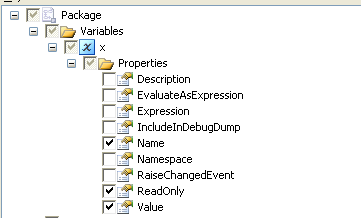 Package
Variables
x x
Properties
Description
EvaluateAsExpression
Expression
IncludeInDebugDump
Name
Namespace
RaiseChangedEvent
ReadOnly
Value